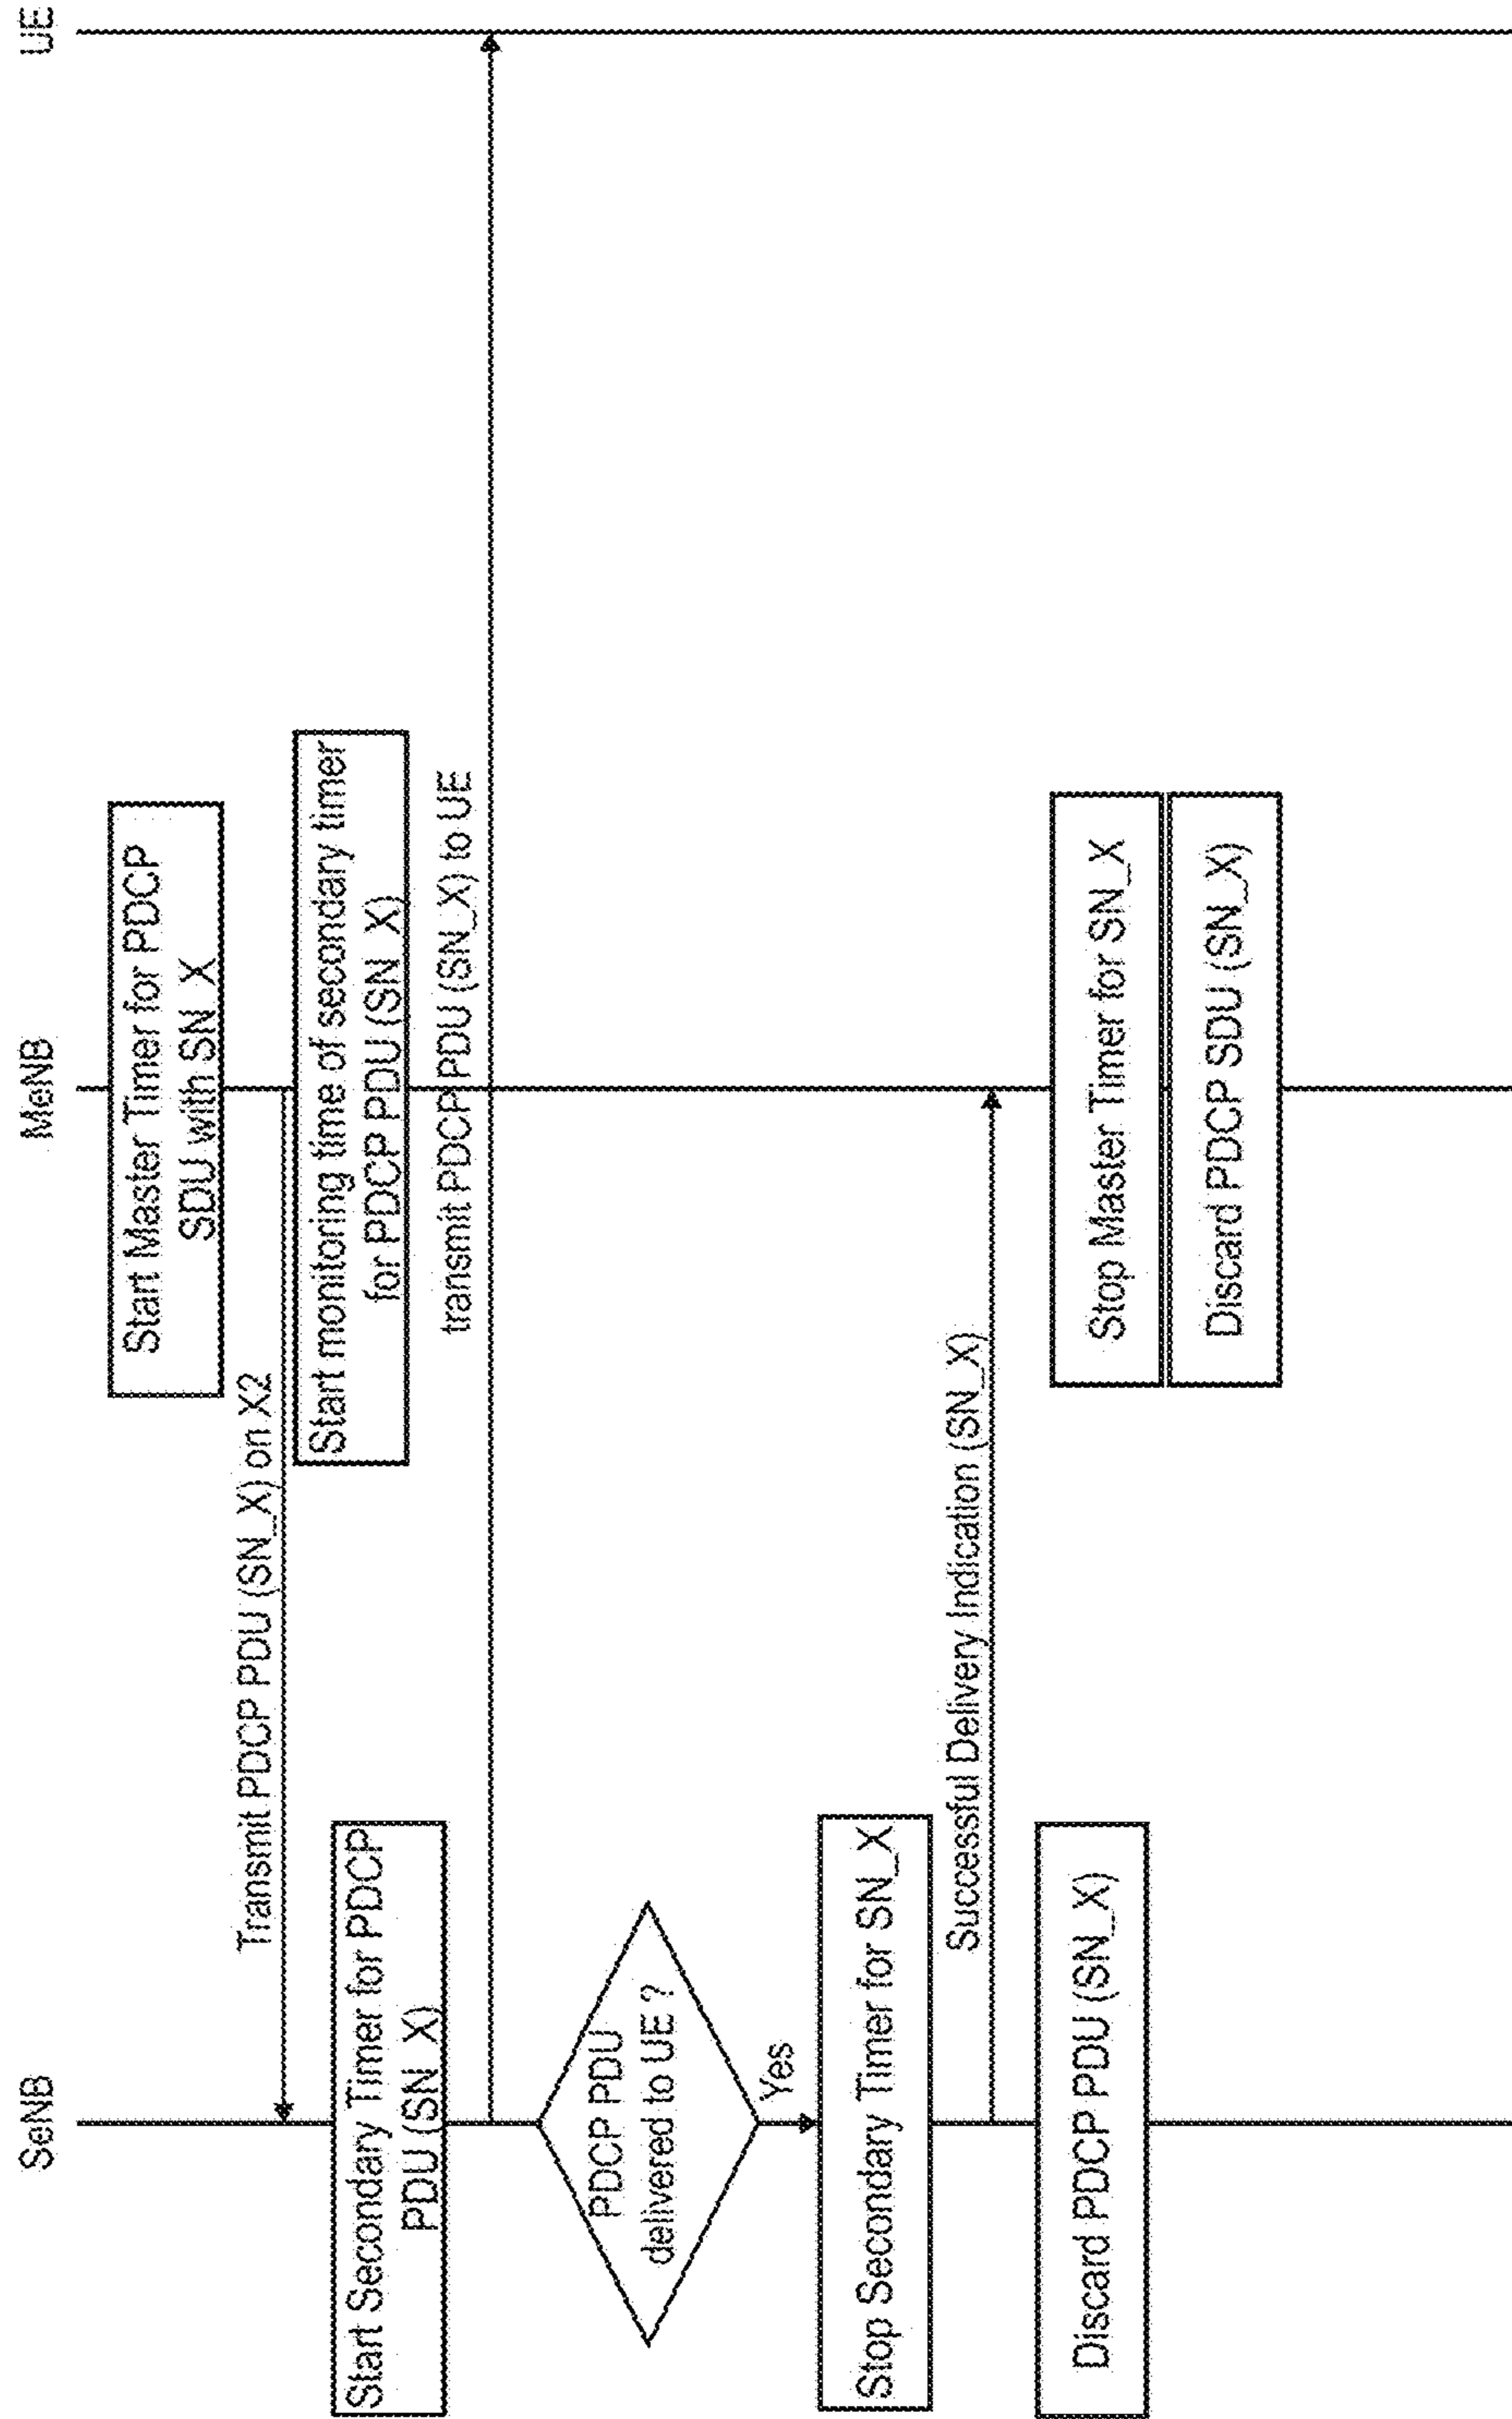 SeNB
MeNB
UE
Start Master Timer for PDCP
SDU with SN_X
Transmit PDCP PDU (SN_X) on X2
Start monitoring time of secondary timer
for PDCP PDU (SN_X)
Start Secondary Timer for PDCP
PDU (SN_X)
transmit PDCP PDU (SN_X) to UE
PDCP PDU
delivered to UE ?
Yes
Stop Secondary Timer for SN_X
Successful Delivery Indication (SN_X)
Discard PDCP PDU (SN_X)
Stop Master Timer for SN_X
Discard PDCP SDU (SN_X)